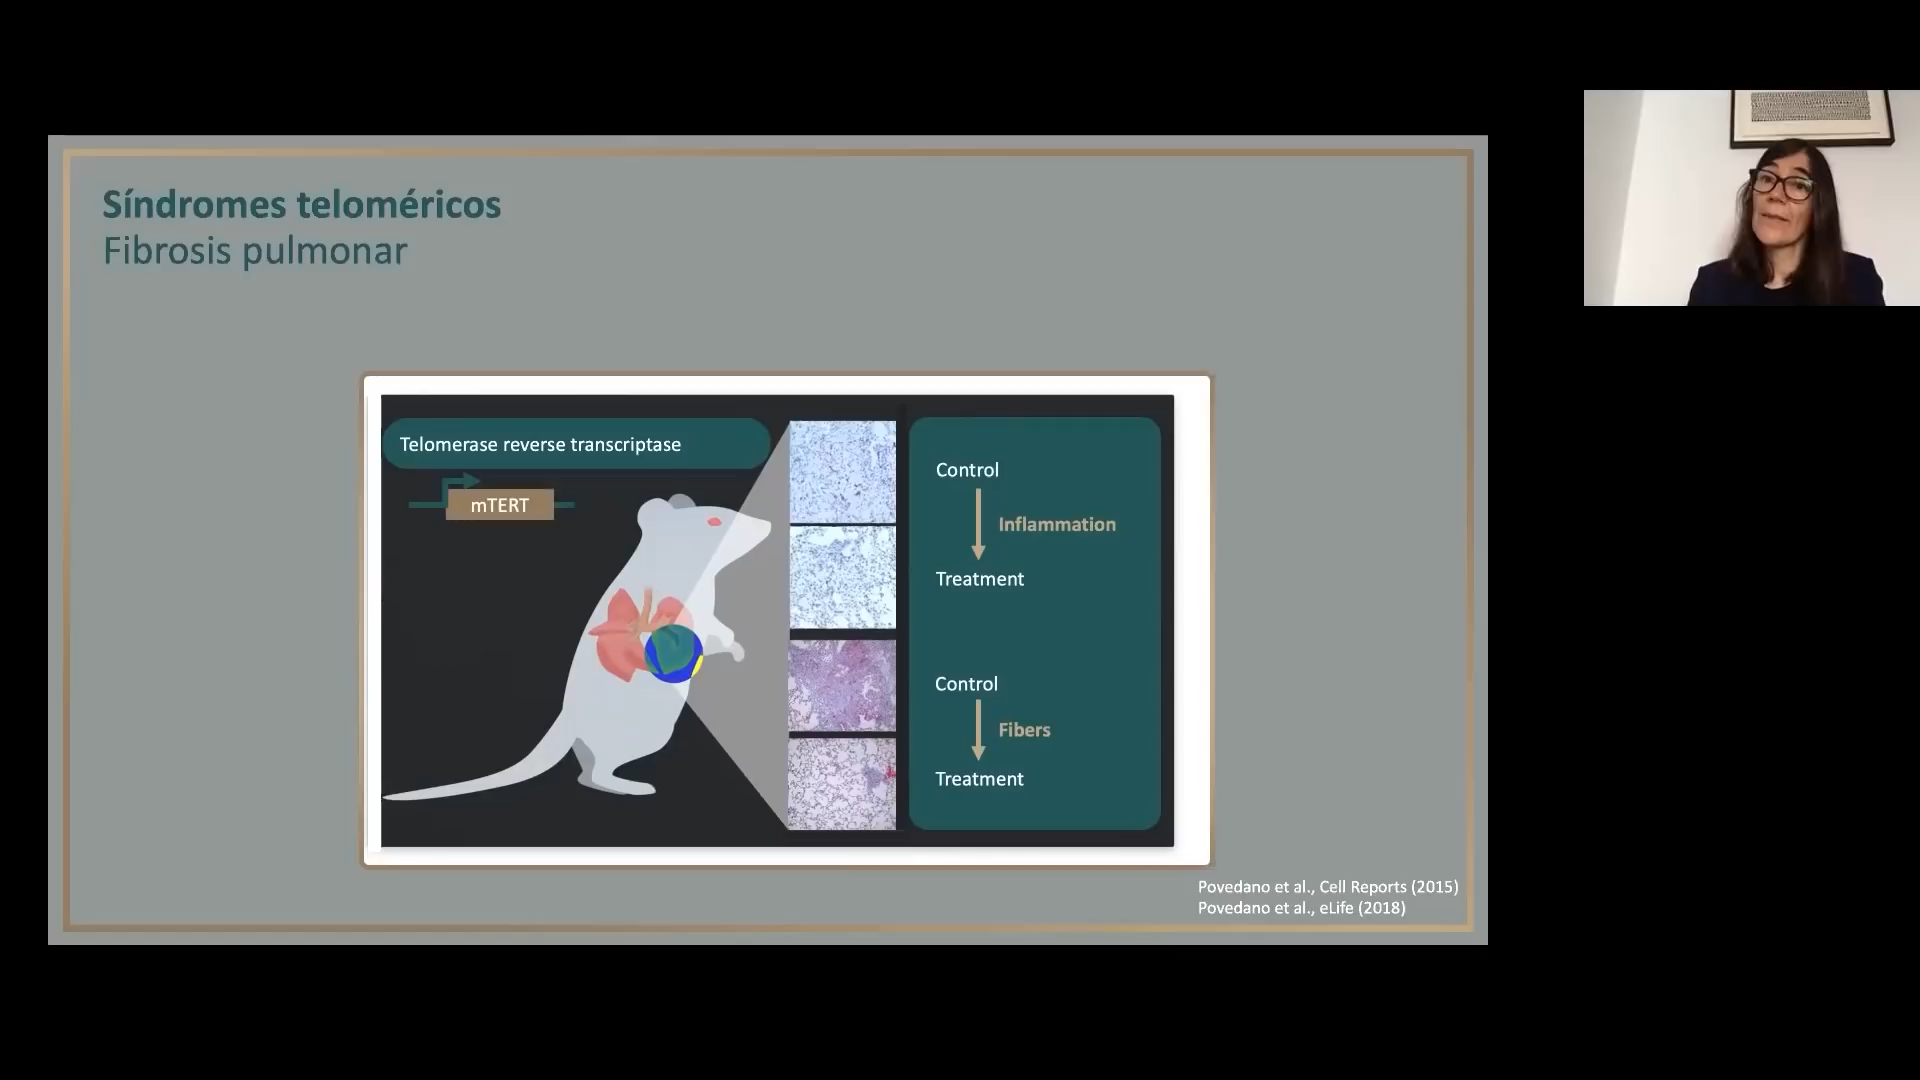 Síndromes teloméricos
Fibrosis pulmonar
Telomerase reverse transcriptase
mTERT
Control
Inflammation
Treatment
Control
Fibers
Treatment
Povedano et al., Cell Reports (2015)
Povedano et al., eLife (2018)